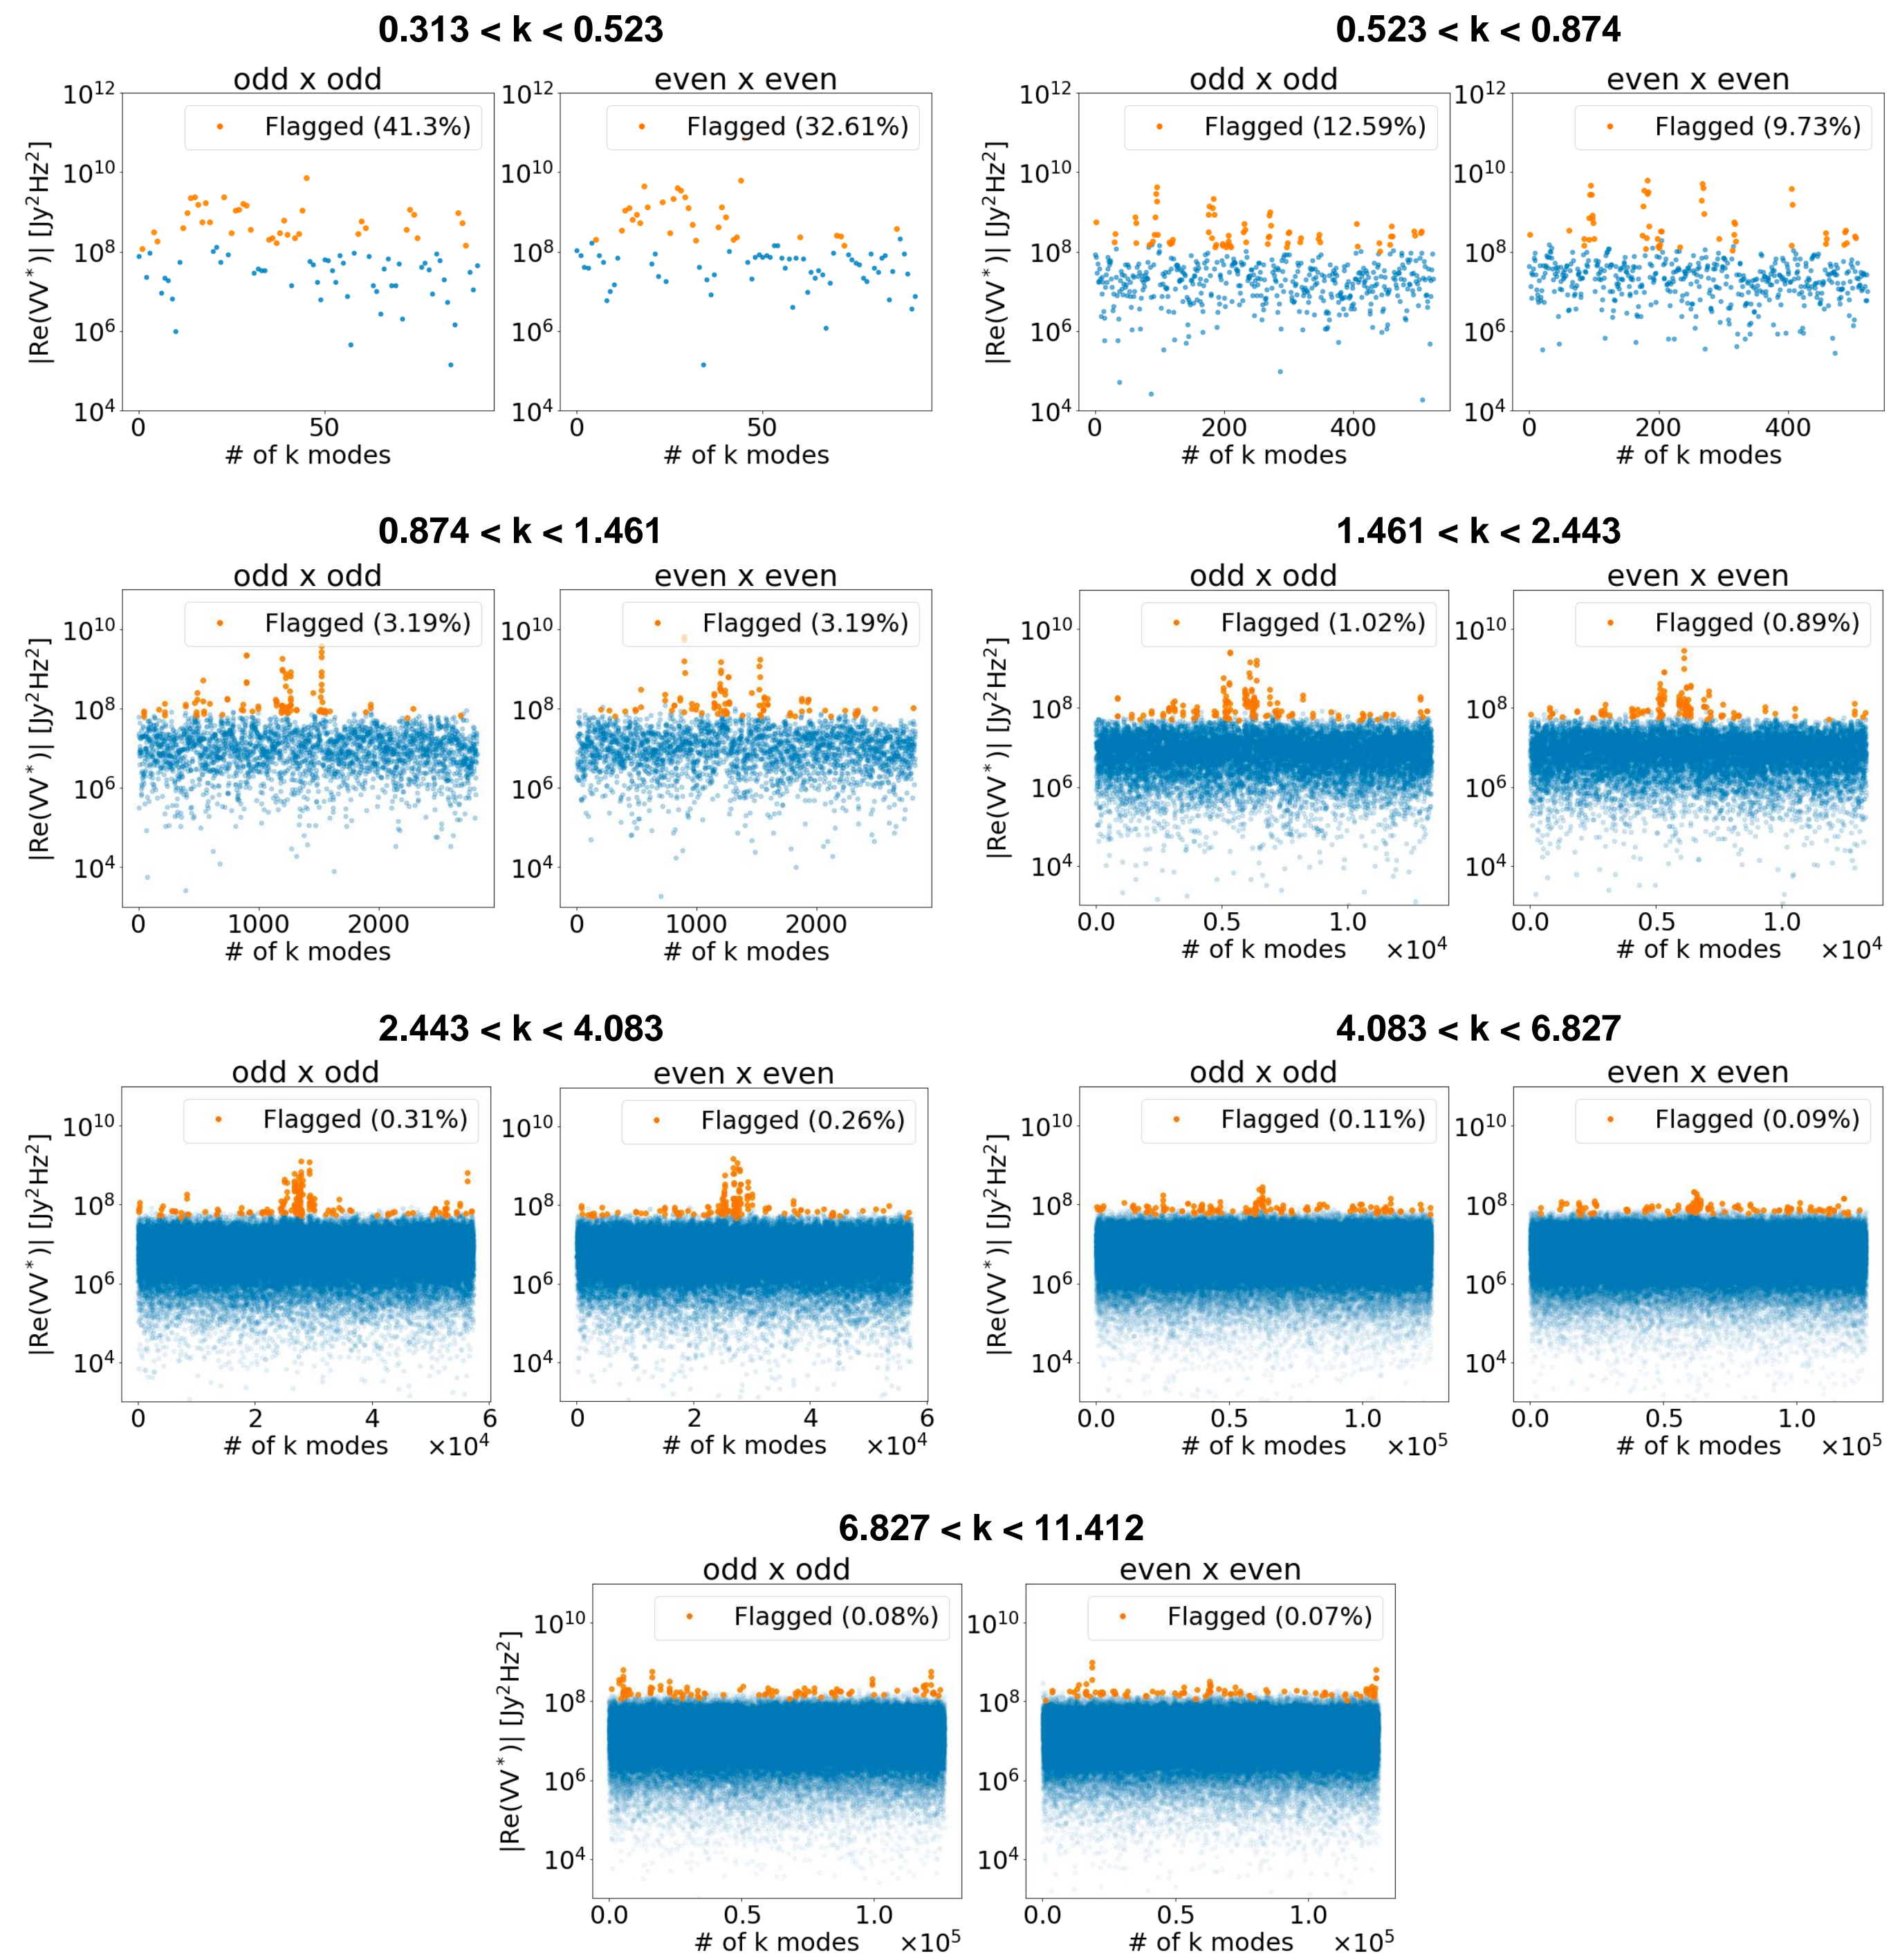 0.313 < k < 0.523
0.523 < k < 0.874
odd x odd
even x even
odd x odd
even x even
Flagged (41.3%)
Flagged (32.61%)
Flagged (12.59%)
Flagged (9.73%)
|Re(VV*)| [Jy²Hz²]
10¹²
10¹⁰
10⁸
10⁶
10⁴
10¹²
10¹⁰
10⁸
10⁶
10⁴
|Re(VV*)| [Jy²Hz²]
10¹²
10¹⁰
10⁸
10⁶
10⁴
10¹²
10¹⁰
10⁸
10⁶
10⁴
0 50
0 50
0 200 400
0 200 400
# of k modes
# of k modes
# of k modes
# of k modes
0.874 < k < 1.461
1.461 < k < 2.443
odd x odd
even x even
odd x odd
even x even
Flagged (3.19%)
Flagged (3.19%)
Flagged (1.02%)
Flagged (0.89%)
|Re(VV*)| [Jy²Hz²]
10¹⁰
10⁸
10⁶
10⁴
10¹⁰
10⁸
10⁶
10⁴
|Re(VV*)| [Jy²Hz²]
10¹⁰
10⁸
10⁶
10⁴
10¹⁰
10⁸
10⁶
10⁴
0 1000 2000
0 1000 2000
0.0 0.5 1.0
0.0 0.5 1.0
# of k modes
# of k modes
# of k modes ×10⁴
# of k modes ×10⁴
2.443 < k < 4.083
4.083 < k < 6.827
odd x odd
even x even
odd x odd
even x even
Flagged (0.31%)
Flagged (0.26%)
Flagged (0.11%)
Flagged (0.09%)
|Re(VV*)| [Jy²Hz²]
10¹⁰
10⁸
10⁶
10⁴
10¹⁰
10⁸
10⁶
10⁴
|Re(VV*)| [Jy²Hz²]
10¹⁰
10⁸
10⁶
10⁴
10¹⁰
10⁸
10⁶
10⁴
0 2 4 6
0 2 4 6
0.0 0.5 1.0
0.0 0.5 1.0
# of k modes ×10⁴
# of k modes ×10⁴
# of k modes ×10⁵
# of k modes ×10⁵
6.827 < k < 11.412
odd x odd
even x even
Flagged (0.08%)
Flagged (0.07%)
|Re(VV*)| [Jy²Hz²]
10¹⁰
10⁸
10⁶
10⁴
10¹⁰
10⁸
10⁶
10⁴
0.0 0.5 1.0
0.0 0.5 1.0
# of k modes ×10⁵
# of k modes ×10⁵